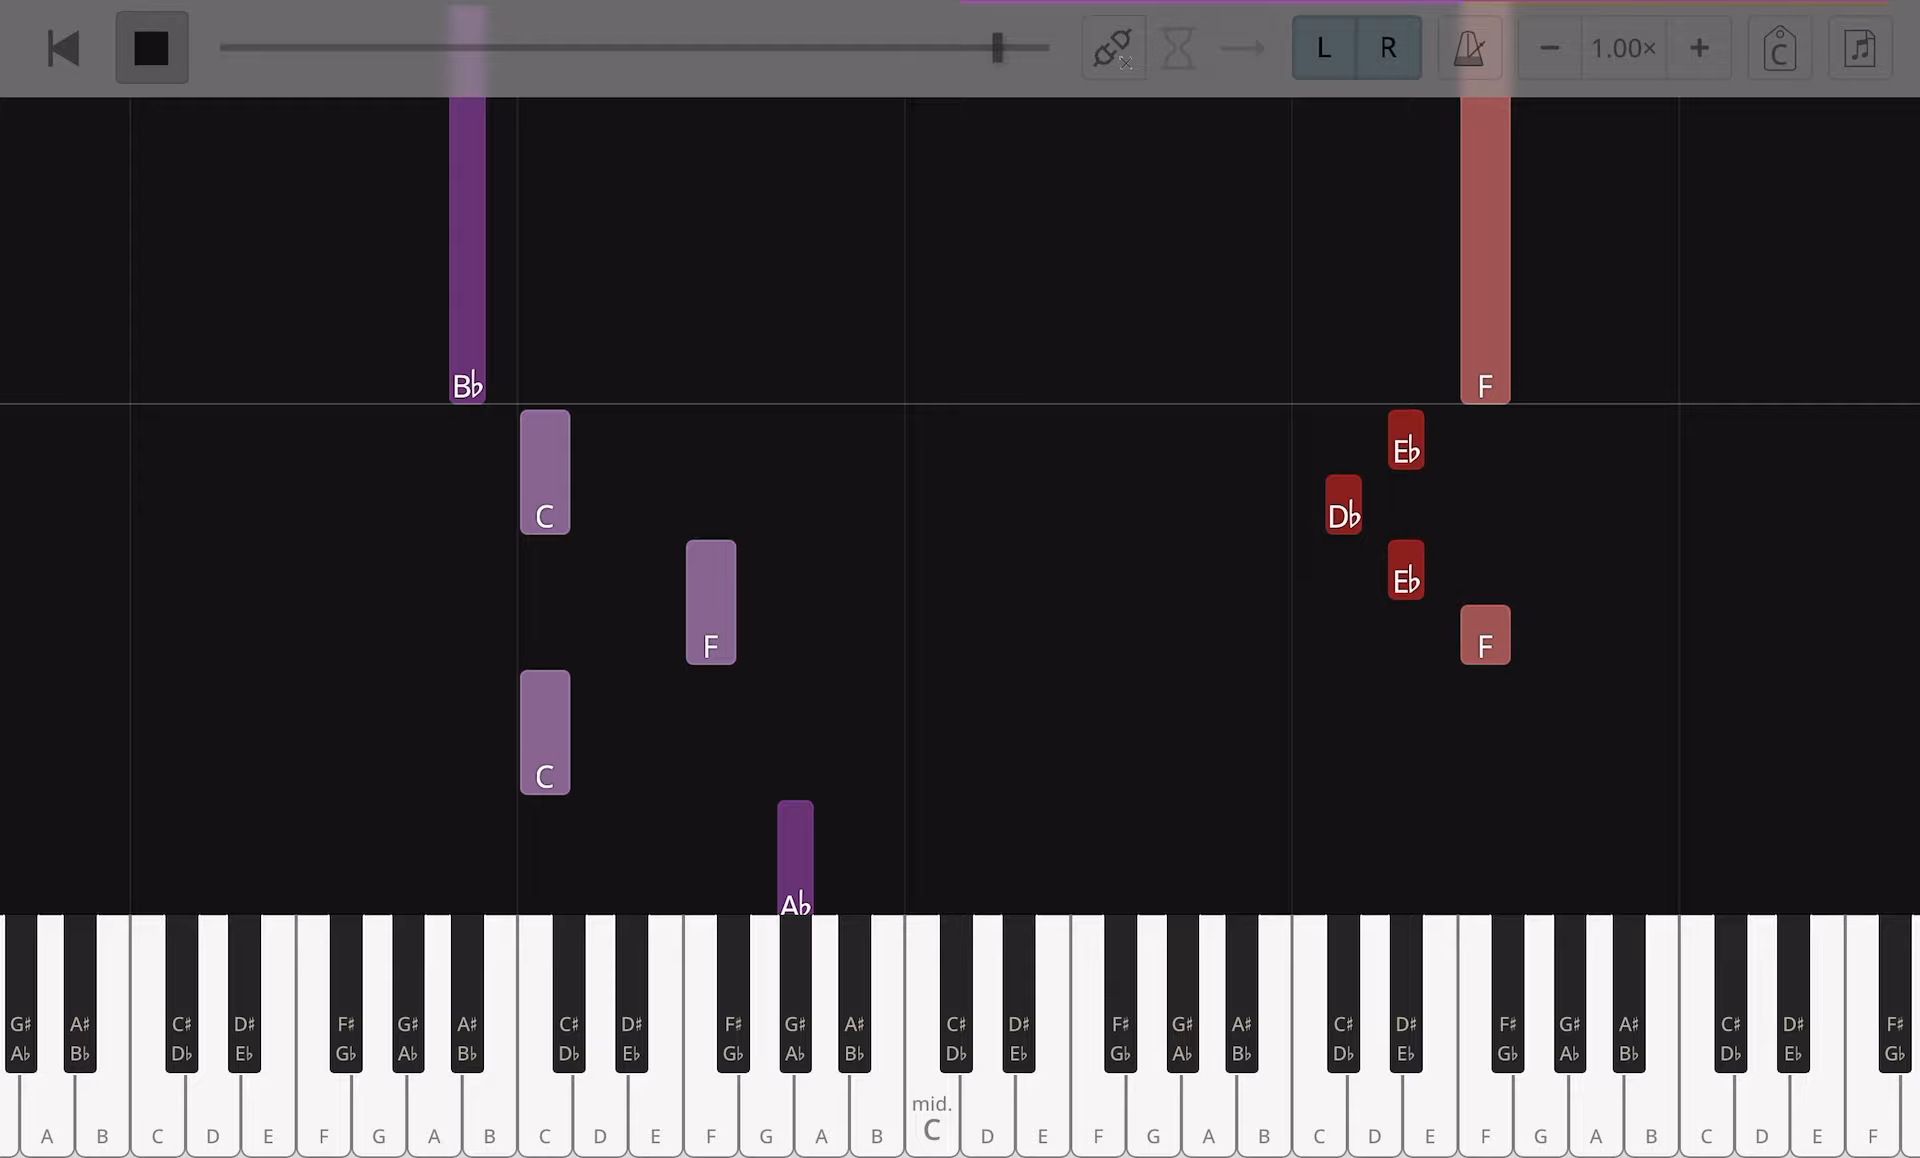 L R 1.00× C
B♭ F
E♭
C D♭
E♭
F F
C
A♭
G♯ A♯ C♯ D♯ F♯ G♯ A♯ C♯ D♯ F♯ G♯ A♯ C♯ D♯ F♯ G♯ A♯ C♯ D♯ F♯ G♯ A♯ C♯ D♯ F♯
A♭ B♭ D♭ E♭ G♭ A♭ B♭ D♭ E♭ G♭ A♭ B♭ D♭ E♭ G♭ A♭ B♭ D♭ E♭ G♭ A♭ B♭ D♭ E♭ G♭
mid.
A B C D E F G A B C D E F G A B C D E F G A B C D E F G A B C D E F